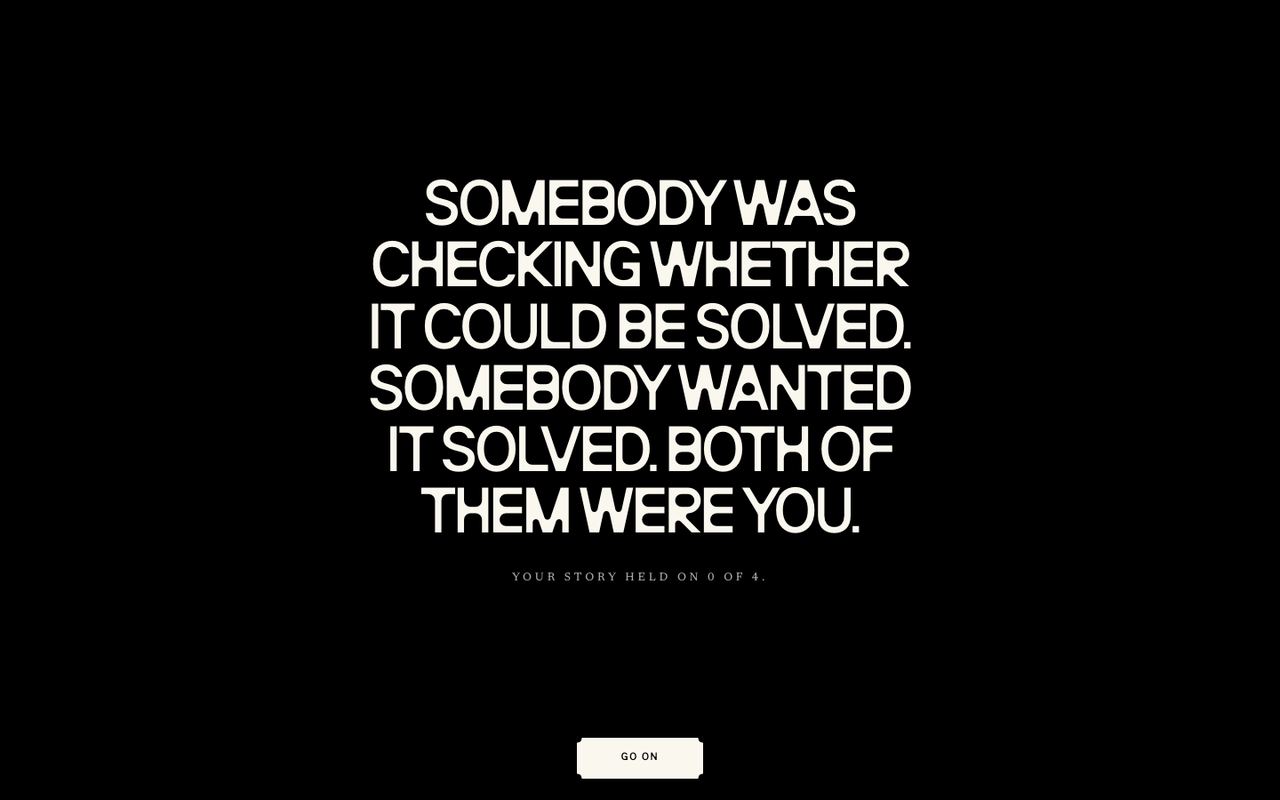 SOMEBODY WAS
CHECKING WHETHER
IT COULD BE SOLVED.
SOMEBODY WANTED
IT SOLVED. BOTH OF
THEM WERE YOU.
YOUR STORY HELD ON 0 OF 4.
GO ON